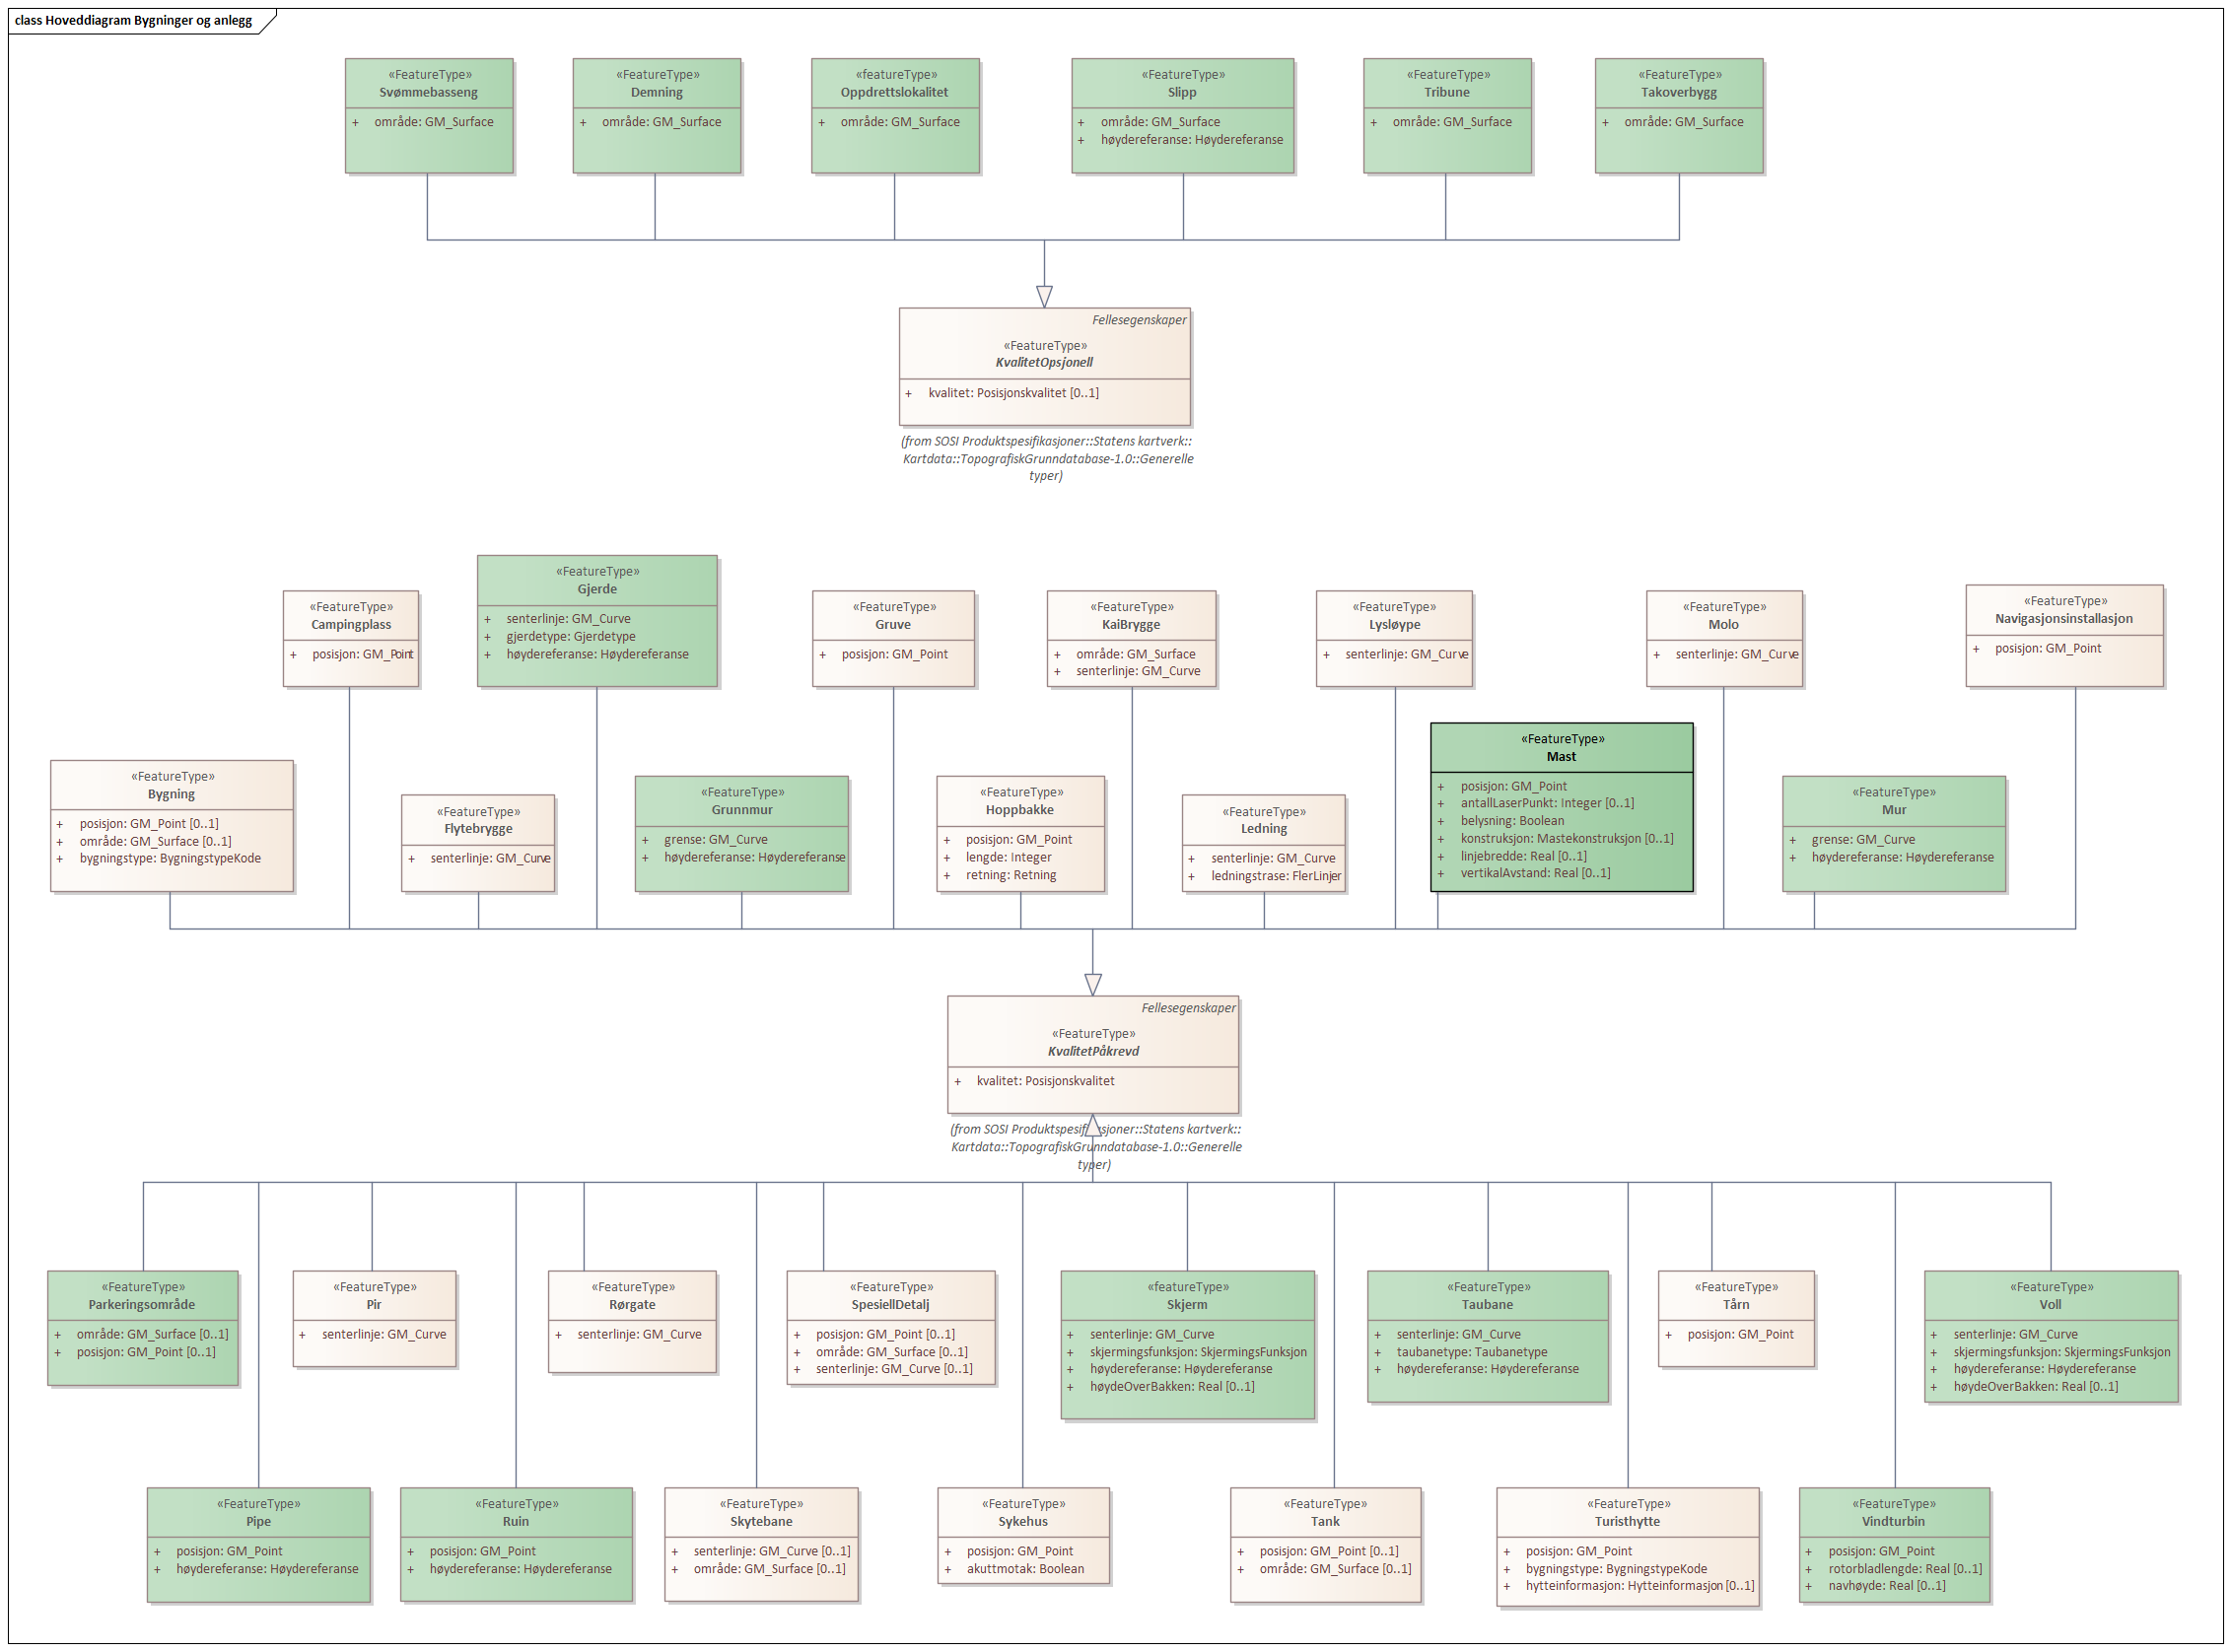 class Hoveddiagram Bygninger og anlegg
«FeatureType»
Svømmebasseng
+ område: GM_Surface
«FeatureType»
Demning
+ område: GM_Surface
«featureType»
Oppdrettslokalitet
+ område: GM_Surface
«FeatureType»
Slipp
+ område: GM_Surface
+ høydereferanse: Høydereferanse
«FeatureType»
Tribune
+ område: GM_Surface
«FeatureType»
Takoverbygg
+ område: GM_Surface
Fellesegenskaper
«FeatureType»
KvalitetOpsjonell
+ kvalitet: Posisjonskvalitet [0..1]
(from SOSI Produktspesifikasjoner::Statens kartverk::
Kartdata::TopografiskGrunndatabase-1.0::Generelle
typer)
«FeatureType»
Campingplass
+ posisjon: GM_Point
«FeatureType»
Gjerde
+ senterlinje: GM_Curve
+ gjerdetype: Gjerdetype
+ høydereferanse: Høydereferanse
«FeatureType»
Gruve
+ posisjon: GM_Point
«FeatureType»
KaiBrygge
+ område: GM_Surface
+ senterlinje: GM_Curve
«FeatureType»
Lysløype
+ senterlinje: GM_Curve
«FeatureType»
Molo
+ senterlinje: GM_Curve
«FeatureType»
Navigasjonsinstallasjon
+ posisjon: GM_Point
«FeatureType»
Bygning
+ posisjon: GM_Point [0..1]
+ område: GM_Surface [0..1]
+ bygningstype: BygningstypeKode
«FeatureType»
Flytebrygge
+ senterlinje: GM_Curve
«FeatureType»
Grunnmur
+ grense: GM_Curve
+ høydereferanse: Høydereferanse
«FeatureType»
Hoppbakke
+ posisjon: GM_Point
+ lengde: Integer
+ retning: Retning
«FeatureType»
Ledning
+ senterlinje: GM_Curve
+ ledningstrase: FlerLinjer
«FeatureType»
Mast
+ posisjon: GM_Point
+ antallLaserPunkt: Integer [0..1]
+ belysning: Boolean
+ konstruksjon: Mastekonstruksjon [0..1]
+ linjebredde: Real [0..1]
+ vertikalAvstand: Real [0..1]
«FeatureType»
Mur
+ grense: GM_Curve
+ høydereferanse: Høydereferanse
Fellesegenskaper
«FeatureType»
KvalitetPåkrevd
+ kvalitet: Posisjonskvalitet
(from SOSI Produktspesifikasjoner::Statens kartverk::
Kartdata::TopografiskGrunndatabase-1.0::Generelle
typer)
«FeatureType»
Parkeringsområde
+ område: GM_Surface [0..1]
+ posisjon: GM_Point [0..1]
«FeatureType»
Pir
+ senterlinje: GM_Curve
«FeatureType»
Rørgate
+ senterlinje: GM_Curve
«FeatureType»
SpesiellDetalj
+ posisjon: GM_Point [0..1]
+ område: GM_Surface [0..1]
+ senterlinje: GM_Curve [0..1]
«featureType»
Skjerm
+ senterlinje: GM_Curve
+ skjermingsfunksjon: SkjermingsFunksjon
+ høydereferanse: Høydereferanse
+ høydeOverBakken: Real [0..1]
«FeatureType»
Taubane
+ senterlinje: GM_Curve
+ taubanetype: Taubanetype
+ høydereferanse: Høydereferanse
«FeatureType»
Tårn
+ posisjon: GM_Point
«FeatureType»
Voll
+ senterlinje: GM_Curve
+ skjermingsfunksjon: SkjermingsFunksjon
+ høydereferanse: Høydereferanse
+ høydeOverBakken: Real [0..1]
«FeatureType»
Pipe
+ posisjon: GM_Point
+ høydereferanse: Høydereferanse
«FeatureType»
Ruin
+ posisjon: GM_Point
+ høydereferanse: Høydereferanse
«FeatureType»
Skytebane
+ senterlinje: GM_Curve [0..1]
+ område: GM_Surface [0..1]
«FeatureType»
Sykehus
+ posisjon: GM_Point
+ akuttmotak: Boolean
«FeatureType»
Tank
+ posisjon: GM_Point [0..1]
+ område: GM_Surface [0..1]
«FeatureType»
Turisthytte
+ posisjon: GM_Point
+ bygningstype: BygningstypeKode
+ hytteinformasjon: Hytteinformasjon [0..1]
«FeatureType»
Vindturbin
+ posisjon: GM_Point
+ rotorbladlengde: Real [0..1]
+ navhøyde: Real [0..1]